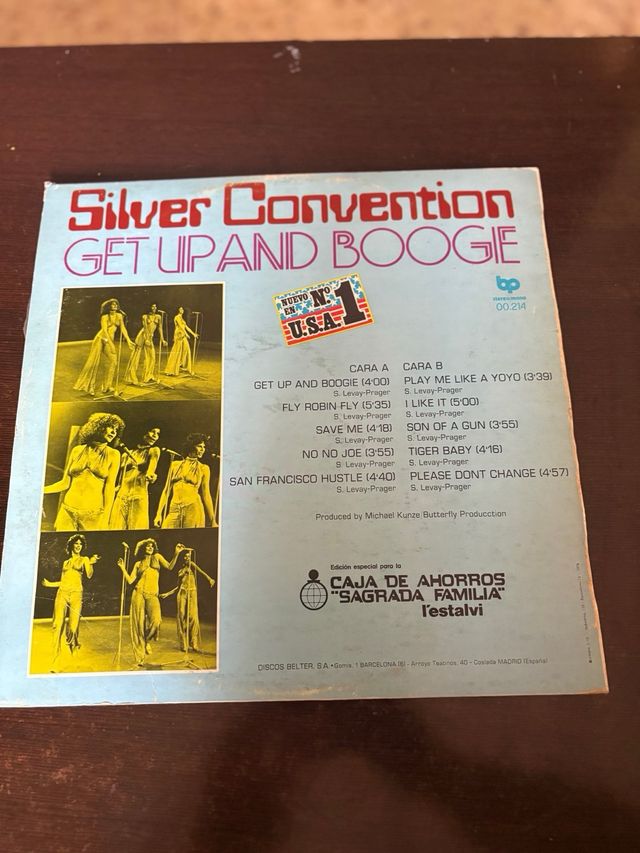 Silver Convention
GET UP AND BOOGIE
NUEVO Nº 1
EN U.S.A.
bp
stereo/mono
00.214
CARA A
GET UP AND BOOGIE (4'00)
S. Levay-Prager
FLY ROBIN FLY (5'35)
S. Levay-Prager
SAVE ME (4'18)
S. Levay-Prager
NO NO JOE (3'55)
S. Levay-Prager
SAN FRANCISCO HUSTLE (4'40)
S. Levay-Prager
CARA B
PLAY ME LIKE A YOYO (3'39)
S. Levay-Prager
I LIKE IT (5'00)
S. Levay-Prager
SON OF A GUN (3'55)
S. Levay-Prager
TIGER BABY (4'16)
S. Levay-Prager
PLEASE DONT CHANGE (4'57)
S. Levay-Prager
Produced by Michael Kunze Butterfly Producction
Edición especial para la
CAJA DE AHORROS
"SAGRADA FAMILIA"
l'estalvi
DISCOS BELTER, S.A. • Gomis, 1 BARCELONA (6) - Arroyo Teatinos, 40 - Coslada MADRID (España)